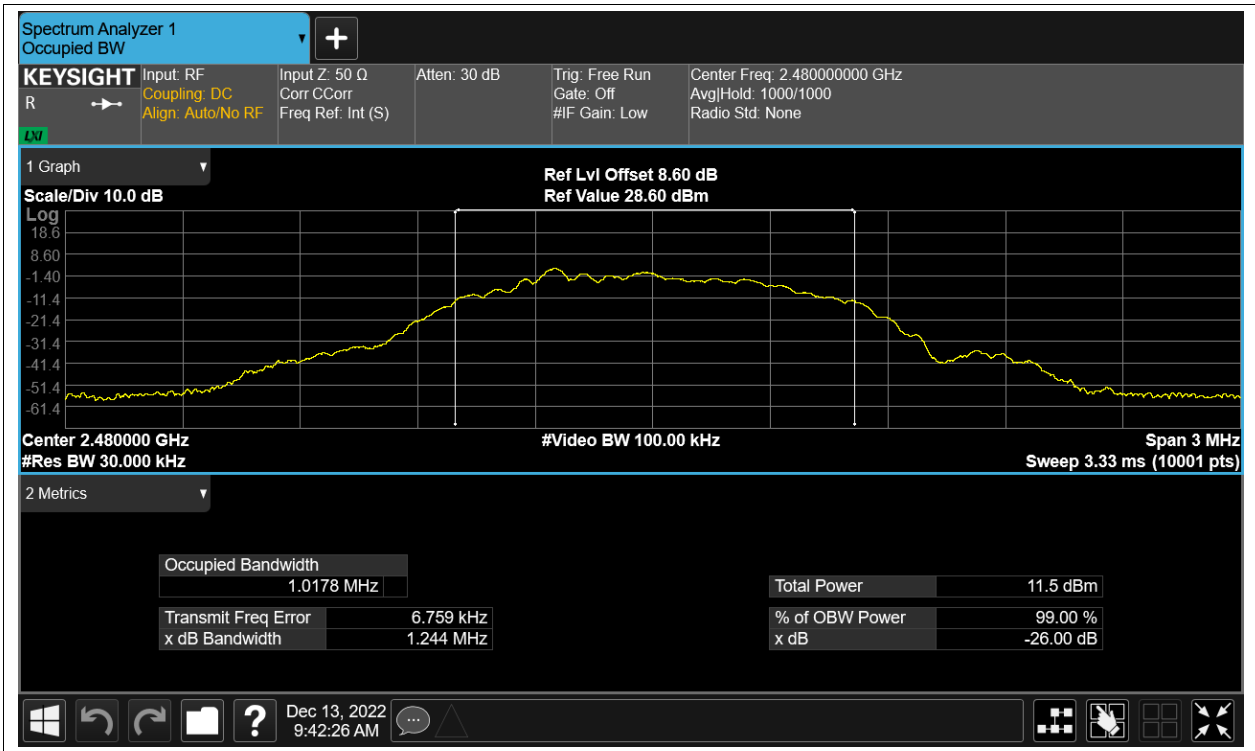 Spectrum Analyzer 1
Occupied BW
KEYSIGHT
R
LXI
Input: RF
Coupling: DC
Align: Auto/No RF
Input Z: 50 Ω
Corr CCorr
Freq Ref: Int (S)
Atten: 30 dB
Trig: Free Run
Gate: Off
#IF Gain: Low
Center Freq: 2.480000000 GHz
Avg|Hold: 1000/1000
Radio Std: None
1 Graph
Scale/Div 10.0 dB
Ref Lvl Offset 8.60 dB
Ref Value 28.60 dBm
Log
18.6
8.60
-1.40
-11.4
-21.4
-31.4
-41.4
-51.4
-61.4
Center 2.480000 GHz
#Res BW 30.000 kHz
#Video BW 100.00 kHz
Span 3 MHz
Sweep 3.33 ms (10001 pts)
2 Metrics
Occupied Bandwidth
1.0178 MHz
Transmit Freq Error 6.759 kHz
x dB Bandwidth 1.244 MHz
Total Power 11.5 dBm
% of OBW Power 99.00 %
x dB -26.00 dB
?
Dec 13, 2022
9:42:26 AM